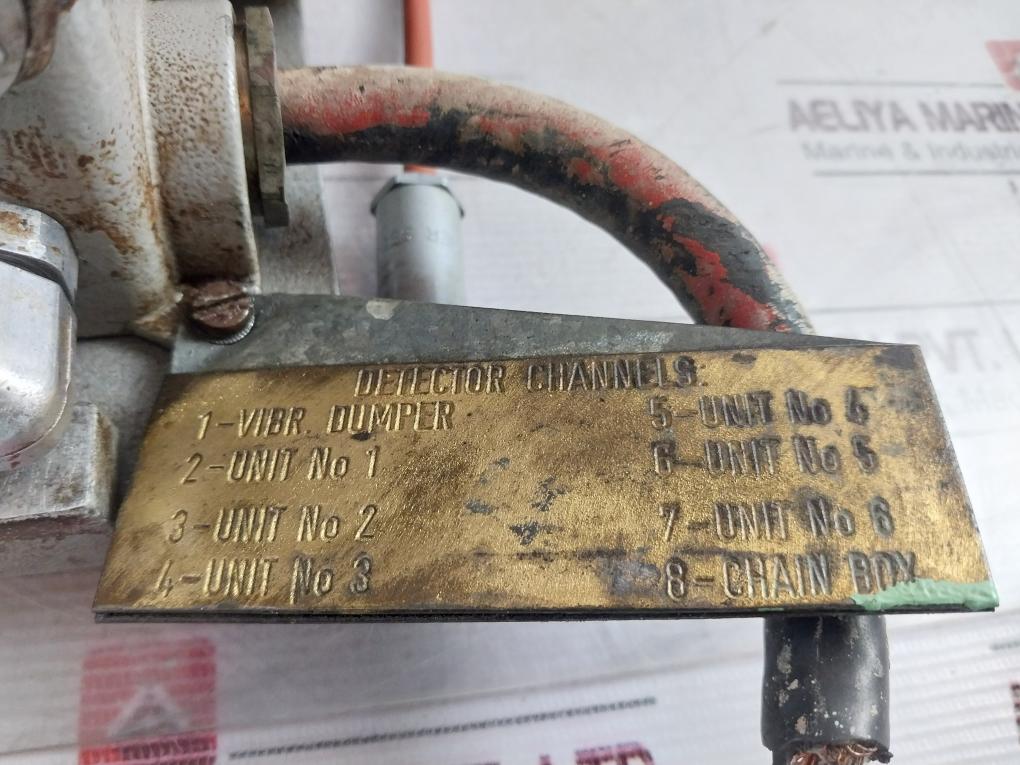 AELIYA MARIN
Marine & Industri
VT.
DETECTOR CHANNELS:
1-VIBR. DUMPER
2-UNIT No 1
3-UNIT No 2
4-UNIT No 3
5-UNIT No 4
6-UNIT No 5
7-UNIT No 6
8-CHAIN BOX